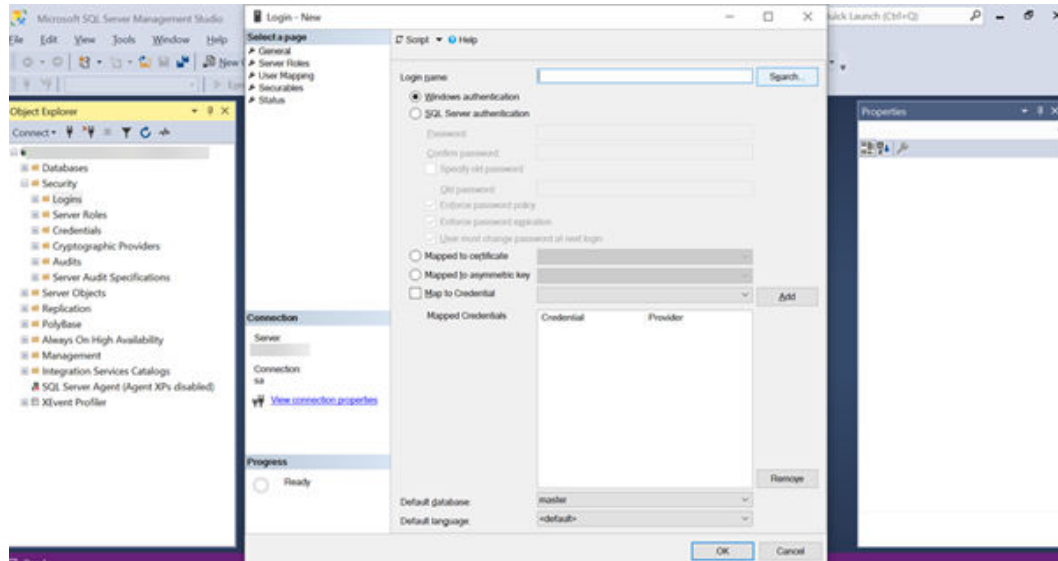 Microsoft SQL Server Management Studio
Quick Launch (Ctrl+Q)
File Edit View Tools Window Help
New
Object Explorer
Connect
Databases
Security
Logins
Server Roles
Credentials
Cryptographic Providers
Audits
Server Audit Specifications
Server Objects
Replication
PolyBase
Always On High Availability
Management
Integration Services Catalogs
SQL Server Agent (Agent XPs disabled)
XEvent Profiler
Login - New
Select a page
General
Server Roles
User Mapping
Securables
Status
Connection
Server:
Connection:
sa
View connection properties
Progress
Ready
Script Help
Login name: Search...
Windows authentication
SQL Server authentication
Password:
Confirm password:
Specify old password
Old password:
Enforce password policy
Enforce password expiration
User must change password at next login
Mapped to certificate
Mapped to asymmetric key
Map to Credential Add
Mapped Credentials Credential Provider
Remove
Default database: master
Default language: <default>
OK Cancel
Properties